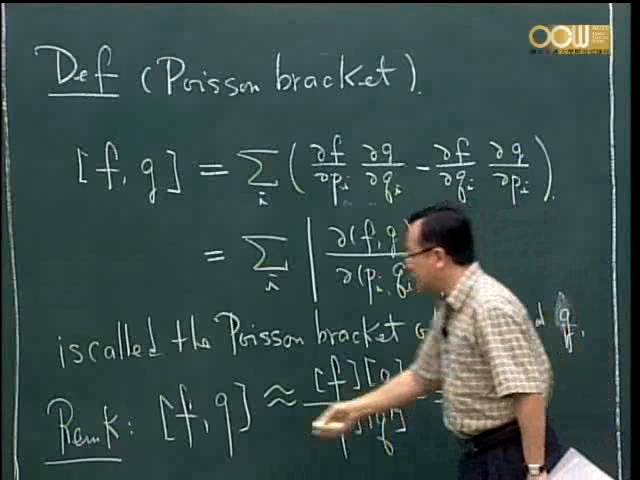 OCW
Def (Poisson bracket).
[f, g] = Σ_i ( ∂f/∂p_i ∂g/∂q_i - ∂f/∂q_i ∂g/∂p_i ).
= Σ_i | ∂(f, g)/∂(p_i, q_i)
is called the Poisson bracket g.
Remk: [f, g] ≈ [f][g]